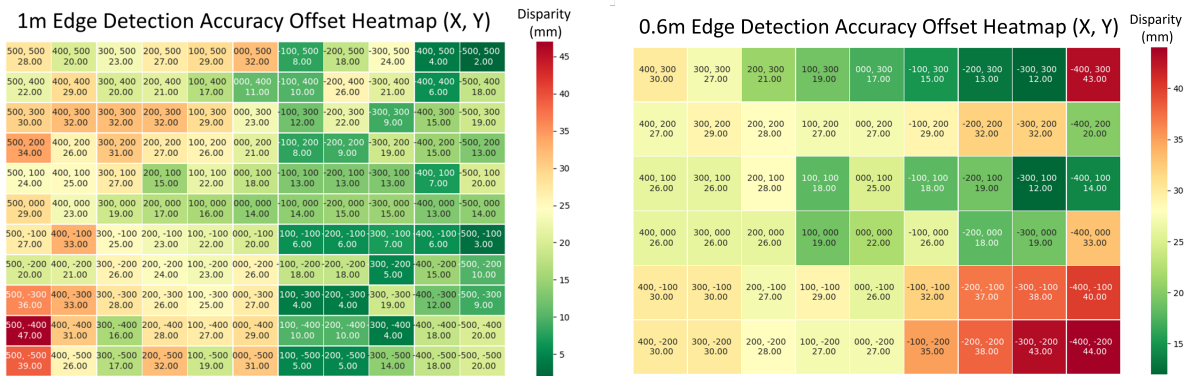 1m Edge Detection Accuracy Offset Heatmap (X, Y)
Disparity
(mm)
500, 500 400, 500 300, 500 200, 500 100, 500 000, 500 -100, 500 -200, 500 -300, 500 -400, 500 -500, 500
28.00 20.00 23.00 27.00 29.00 32.00 8.00 18.00 24.00 4.00 2.00
500, 400 400, 400 300, 400 200, 400 100, 400 000, 400 -100, 400 -200, 400 -300, 400 -400, 400 -500, 400
22.00 29.00 20.00 21.00 17.00 11.00 10.00 26.00 21.00 6.00 18.00
500, 300 400, 300 300, 300 200, 300 100, 300 000, 300 -100, 300 -200, 300 -300, 300 -400, 300 -500, 300
30.00 32.00 32.00 32.00 29.00 23.00 12.00 22.00 9.00 15.00 19.00
500, 200 400, 200 300, 200 200, 200 100, 200 000, 200 -100, 200 -200, 200 -300, 200 -400, 200 -500, 200
34.00 26.00 31.00 27.00 26.00 21.00 8.00 9.00 19.00 15.00 13.00
500, 100 400, 100 300, 100 200, 100 100, 100 000, 100 -100, 100 -200, 100 -300, 100 -400, 100 -500, 100
24.00 25.00 27.00 15.00 22.00 18.00 13.00 13.00 13.00 7.00 20.00
500, 000 400, 000 300, 000 200, 000 100, 000 000, 000 -100, 000 -200, 000 -300, 000 -400, 000 -500, 000
29.00 23.00 19.00 17.00 16.00 14.00 14.00 15.00 15.00 13.00 14.00
500, -100 400, -100 300, -100 200, -100 100, -100 000, -100 -100, -100 -200, -100 -300, -100 -400, -100 -500, -100
27.00 33.00 25.00 23.00 22.00 20.00 6.00 6.00 7.00 6.00 3.00
500, -200 400, -200 300, -200 200, -200 100, -200 000, -200 -100, -200 -200, -200 -300, -200 -400, -200 -500, -200
20.00 21.00 26.00 24.00 23.00 26.00 18.00 18.00 5.00 15.00 10.00
500, -300 400, -300 300, -300 200, -300 100, -300 000, -300 -100, -300 -200, -300 -300, -300 -400, -300 -500, -300
36.00 33.00 28.00 26.00 25.00 27.00 4.00 4.00 19.00 12.00 9.00
500, -400 400, -400 300, -400 200, -400 100, -400 000, -400 -100, -400 -200, -400 -300, -400 -400, -400 -500, -400
47.00 31.00 16.00 28.00 27.00 29.00 10.00 10.00 4.00 18.00 20.00
500, -500 400, -500 300, -500 200, -500 100, -500 000, -500 -100, -500 -200, -500 -300, -500 -400, -500 -500, -500
39.00 26.00 17.00 32.00 19.00 31.00 5.00 5.00 14.00 18.00 20.00
45
40
35
30
25
20
15
10
5
0.6m Edge Detection Accuracy Offset Heatmap (X, Y)
Disparity
(mm)
400, 300 300, 300 200, 300 100, 300 000, 300 -100, 300 -200, 300 -300, 300 -400, 300
30.00 27.00 21.00 19.00 17.00 15.00 13.00 12.00 43.00
400, 200 300, 200 200, 200 100, 200 000, 200 -100, 200 -200, 200 -300, 200 -400, 200
27.00 29.00 28.00 27.00 27.00 29.00 32.00 32.00 20.00
400, 100 300, 100 200, 100 100, 100 000, 100 -100, 100 -200, 100 -300, 100 -400, 100
26.00 26.00 28.00 18.00 25.00 18.00 19.00 12.00 14.00
400, 000 300, 000 200, 000 100, 000 000, 000 -100, 000 -200, 000 -300, 000 -400, 000
26.00 26.00 26.00 19.00 22.00 26.00 18.00 19.00 33.00
400, -100 300, -100 200, -100 100, -100 000, -100 -100, -100 -200, -100 -300, -100 -400, -100
30.00 30.00 27.00 29.00 26.00 32.00 37.00 38.00 40.00
400, -200 300, -200 200, -200 100, -200 000, -200 -100, -200 -200, -200 -300, -200 -400, -200
30.00 30.00 28.00 27.00 27.00 35.00 38.00 43.00 44.00
40
35
30
25
20
15